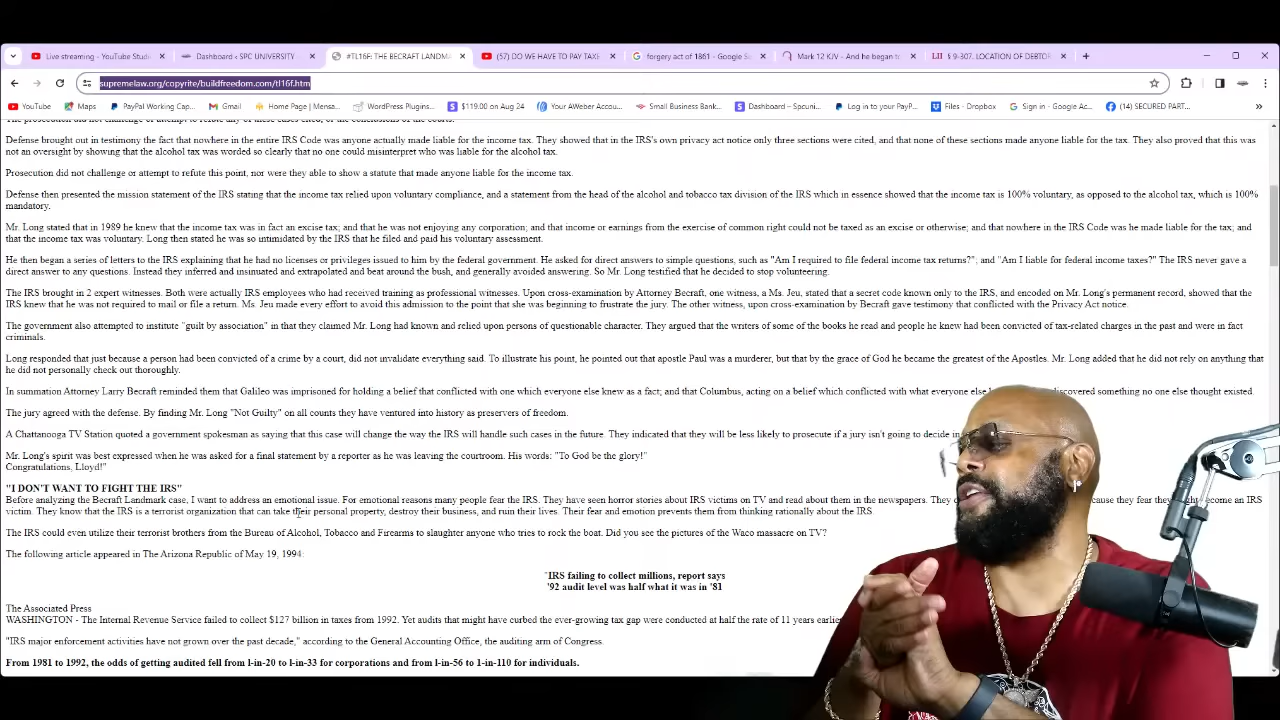 Live streaming - YouTube Studi
Dashboard ‹ SPC UNIVERSITY
#TL16F: THE BECRAFT LANDMA
(57) DO WE HAVE TO PAY TAXE
forgery act of 1861 - Google Se
Mark 12 KJV - And he began to
§ 9-307. LOCATION OF DEBTOR
supremelaw.org/copyrite/buildfreedom.com/tl16f.htm
YouTube
Maps
PayPal Working Cap...
Gmail
Home Page | Mensa...
WordPress Plugins...
$119.00 on Aug 24
Your AWeber Accou...
Small Business Bank...
Dashboard – Spcuni...
Log in to your PayP...
Files - Dropbox
Sign in - Google Ac...
(14) SECURED PART...
The prosecution did not challenge or attempt to refute any of these cases cited, or the conclusions of the courts.
Defense brought out in testimony the fact that nowhere in the entire IRS Code was anyone actually made liable for the income tax. They showed that in the IRS's own privacy act notice only three sections were cited, and that none of these sections made anyone liable for the tax. They also proved that this was
not an oversight by showing that the alcohol tax was worded so clearly that no one could misinterpret who was liable for the alcohol tax.
Prosecution did not challenge or attempt to refute this point, nor were they able to show a statute that made anyone liable for the income tax.
Defense then presented the mission statement of the IRS stating that the income tax relied upon voluntary compliance, and a statement from the head of the alcohol and tobacco tax division of the IRS which in essence showed that the income tax is 100% voluntary, as opposed to the alcohol tax, which is 100%
mandatory.
Mr. Long stated that in 1989 he knew that the income tax was in fact an excise tax; and that he was not enjoying any corporation; and that income or earnings from the exercise of common right could not be taxed as an excise or otherwise; and that nowhere in the IRS Code was he made liable for the tax; and
that the income tax was voluntary. Long then stated he was so intimidated by the IRS that he filed and paid his voluntary assessment.
He then began a series of letters to the IRS explaining that he had no licenses or privileges issued to him by the federal government. He asked for direct answers to simple questions, such as "Am I required to file federal income tax returns?"; and "Am I liable for federal income taxes?" The IRS never gave a
direct answer to any questions. Instead they inferred and insinuated and extrapolated and beat around the bush, and generally avoided answering. So Mr. Long testified that he decided to stop volunteering.
The IRS brought in 2 expert witnesses. Both were actually IRS employees who had received training as professional witnesses. Upon cross-examination by Attorney Becraft, one witness, a Ms. Jeu, stated that a secret code known only to the IRS, and encoded on Mr. Long's permanent record, showed that the
IRS knew that he was not required to mail or file a return. Ms. Jeu made every effort to avoid this admission to the point that she was beginning to frustrate the jury. The other witness, upon cross-examination by Becraft gave testimony that conflicted with the Privacy Act notice.
The government also attempted to institute "guilt by association" in that they claimed Mr. Long had known and relied upon persons of questionable character. They argued that the writers of some of the books he read and people he knew had been convicted of tax-related charges in the past and were in fact
criminals.
Long responded that just because a person had been convicted of a crime by a court, did not invalidate everything said. To illustrate his point, he pointed out that apostle Paul was a murderer, but that by the grace of God he became the greatest of the Apostles. Mr. Long added that he did not rely on anything that
he did not personally check out thoroughly.
In summation Attorney Larry Becraft reminded them that Galileo was imprisoned for holding a belief that conflicted with one which everyone else knew as a fact; and that Columbus, acting on a belief which conflicted with what everyone else discovered something no one else thought existed.
The jury agreed with the defense. By finding Mr. Long "Not Guilty" on all counts they have ventured into history as preservers of freedom.
A Chattanooga TV Station quoted a government spokesman as saying that this case will change the way the IRS will handle such cases in the future. They indicated that they will be less likely to prosecute if a jury isn't going to decide in
Mr. Long's spirit was best expressed when he was asked for a final statement by a reporter as he was leaving the courtroom. His words: "To God be the glory!"
Congratulations, Lloyd!"
"I DON'T WANT TO FIGHT THE IRS"
Before analyzing the Becraft Landmark case, I want to address an emotional issue. For emotional reasons many people fear the IRS. They have seen horror stories about IRS victims on TV and read about them in the newspapers. They because they fear they become an IRS
victim. They know that the IRS is a terrorist organization that can take their personal property, destroy their business, and ruin their lives. Their fear and emotion prevents them from thinking rationally about the IRS.
The IRS could even utilize their terrorist brothers from the Bureau of Alcohol, Tobacco and Firearms to slaughter anyone who tries to rock the boat. Did you see the pictures of the Waco massacre on TV?
The following article appeared in The Arizona Republic of May 19, 1994:
"IRS failing to collect millions, report says
'92 audit level was half what it was in '81
The Associated Press
WASHINGTON - The Internal Revenue Service failed to collect $127 billion in taxes from 1992. Yet audits that might have curbed the ever-growing tax gap were conducted at half the rate of 11 years earlier
"IRS major enforcement activities have not grown over the past decade," according to the General Accounting Office, the auditing arm of Congress.
From 1981 to 1992, the odds of getting audited fell from l-in-20 to l-in-33 for corporations and from l-in-56 to 1-in-110 for individuals.